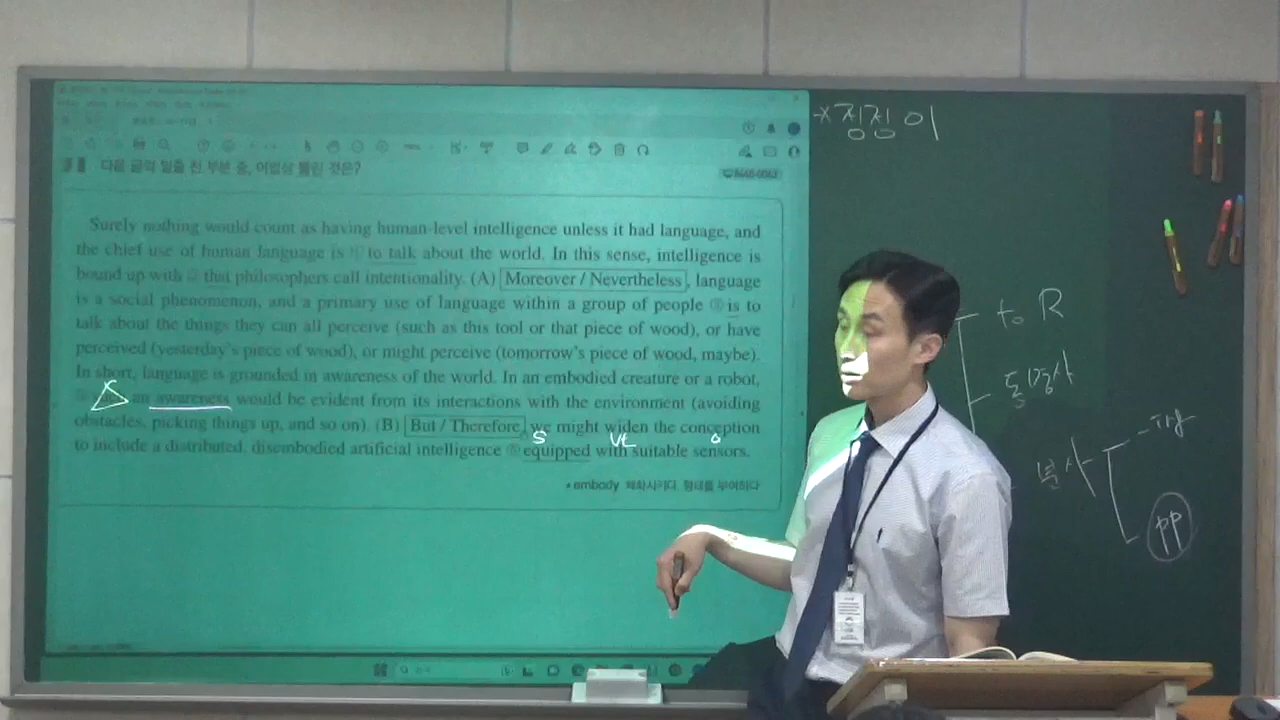 다음 글의 밑줄 친 부분 중, 어법상 틀린 것은?
Surely nothing would count as having human-level intelligence unless it had language, and
the chief use of human language is ① to talk about the world. In this sense, intelligence is
bound up with ② that philosophers call intentionality. (A) Moreover / Nevertheless, language
is a social phenomenon, and a primary use of language within a group of people ③ is to
talk about the things they can all perceive (such as this tool or that piece of wood), or have
perceived (yesterday's piece of wood), or might perceive (tomorrow's piece of wood, maybe).
In short, language is grounded in awareness of the world. In an embodied creature or a robot,
an awareness would be evident from its interactions with the environment (avoiding
obstacles, picking things up, and so on). (B) But / Therefore, we might widen the conception
S Vt o
to include a distributed, disembodied artificial intelligence ⑤ equipped with suitable sensors.
* embody 체화시키다, 형태를 부여하다
*징징이
to R
동명사
분사
-ing
pp